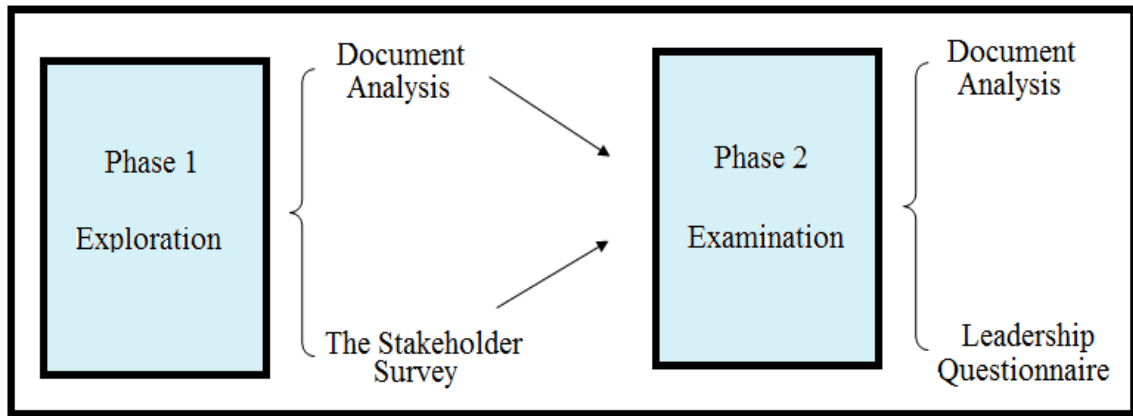 Phase 1
Exploration
Document
Analysis
The Stakeholder
Survey
Phase 2
Examination
Document
Analysis
Leadership
Questionnaire